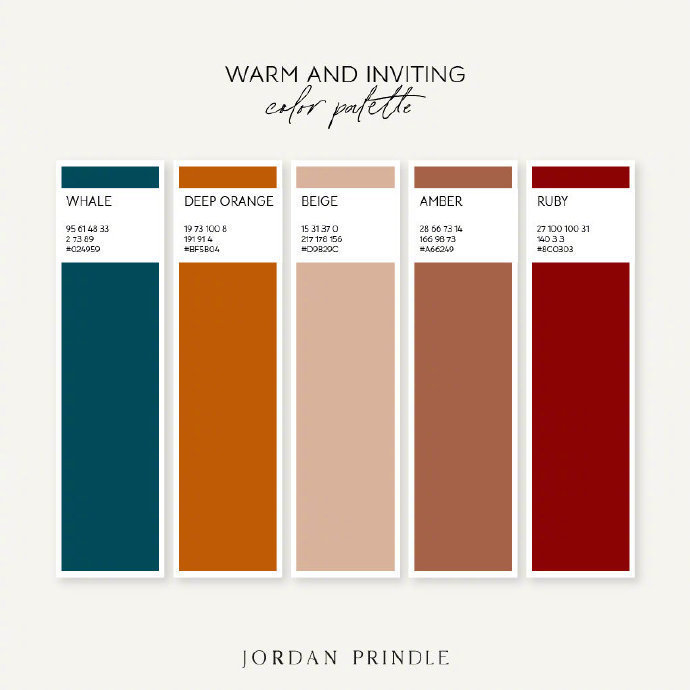 WARM AND INVITING
color palette
WHALE
95 61 48 33
2 73 89
#024959
DEEP ORANGE
19 73 100 8
191 91 4
#BF5B04
BEIGE
15 31 37 0
217 178 156
#D9B29C
AMBER
28 66 73 14
166 98 73
#A66249
RUBY
27 100 100 31
140 3 3
#8C0303
JORDAN PRINDLE